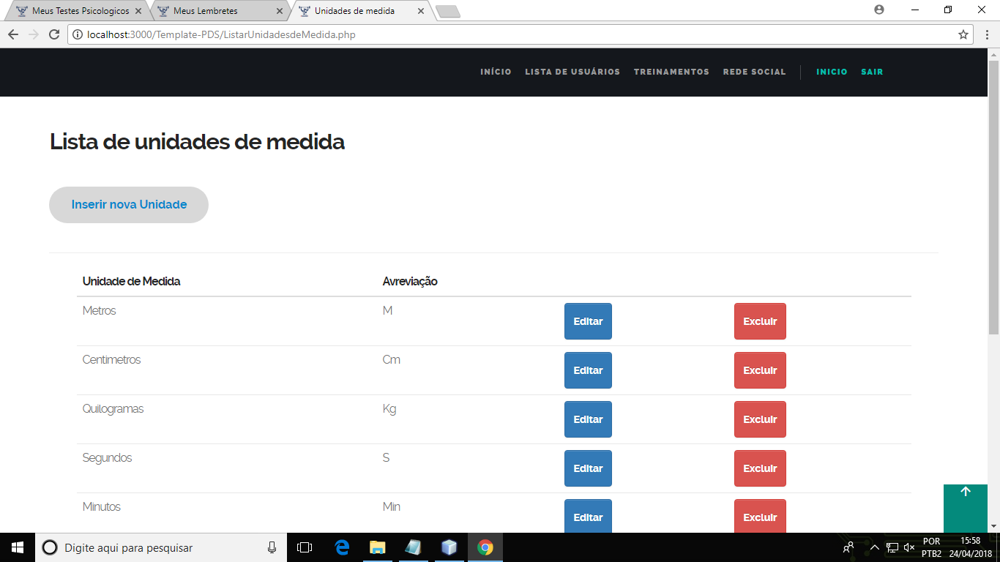 Meus Testes Psicologicos
Meus Lembretes
Unidades de medida
localhost:3000/Template-PDS/ListarUnidadesdeMedida.php
INÍCIO LISTA DE USUÁRIOS TREINAMENTOS REDE SOCIAL INICIO SAIR
Lista de unidades de medida
Inserir nova Unidade
Unidade de Medida Avreviação
Metros M Editar Excluir
Centimetros Cm Editar Excluir
Quilogramas Kg Editar Excluir
Segundos S Editar Excluir
Minutos Min Editar Excluir
Digite aqui para pesquisar
POR
PTB2
15:58
24/04/2018